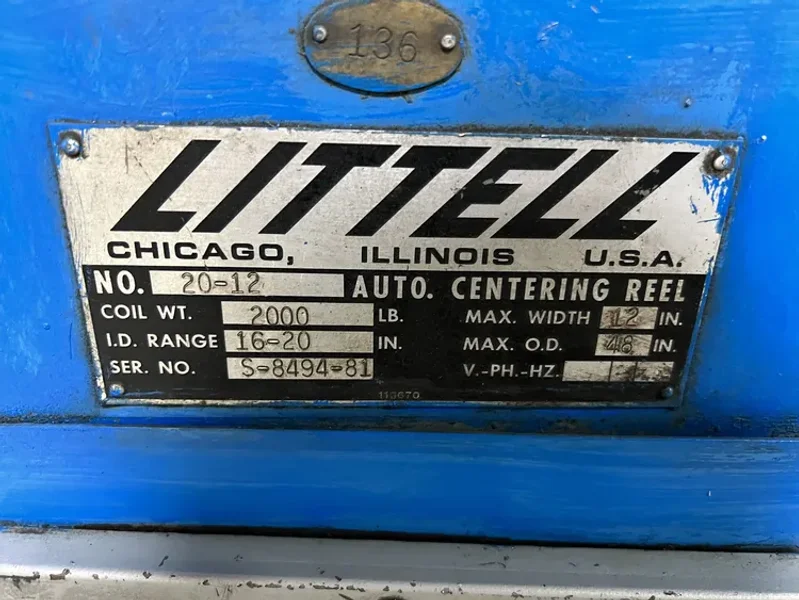 136
LITTELL
CHICAGO, ILLINOIS U.S.A.
NO. 20-12 AUTO. CENTERING REEL
COIL WT. 2000 LB. MAX. WIDTH 12 IN.
I.D. RANGE 16-20 IN. MAX. O.D. 48 IN.
SER. NO. S-8494-81 V.-PH.-HZ.